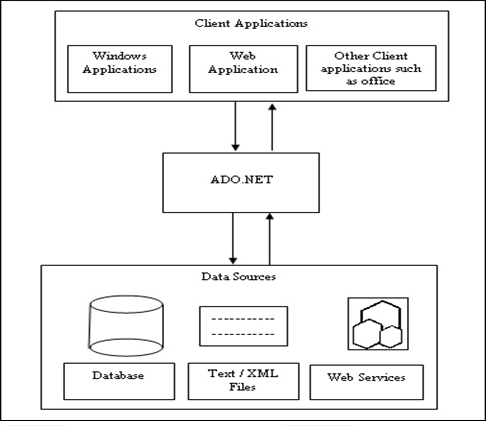 Client Applications
Windows
Applications
Web
Application
Other Client
applications such
as office
ADO.NET
Data Sources
Database
Text / XML
Files
Web Services